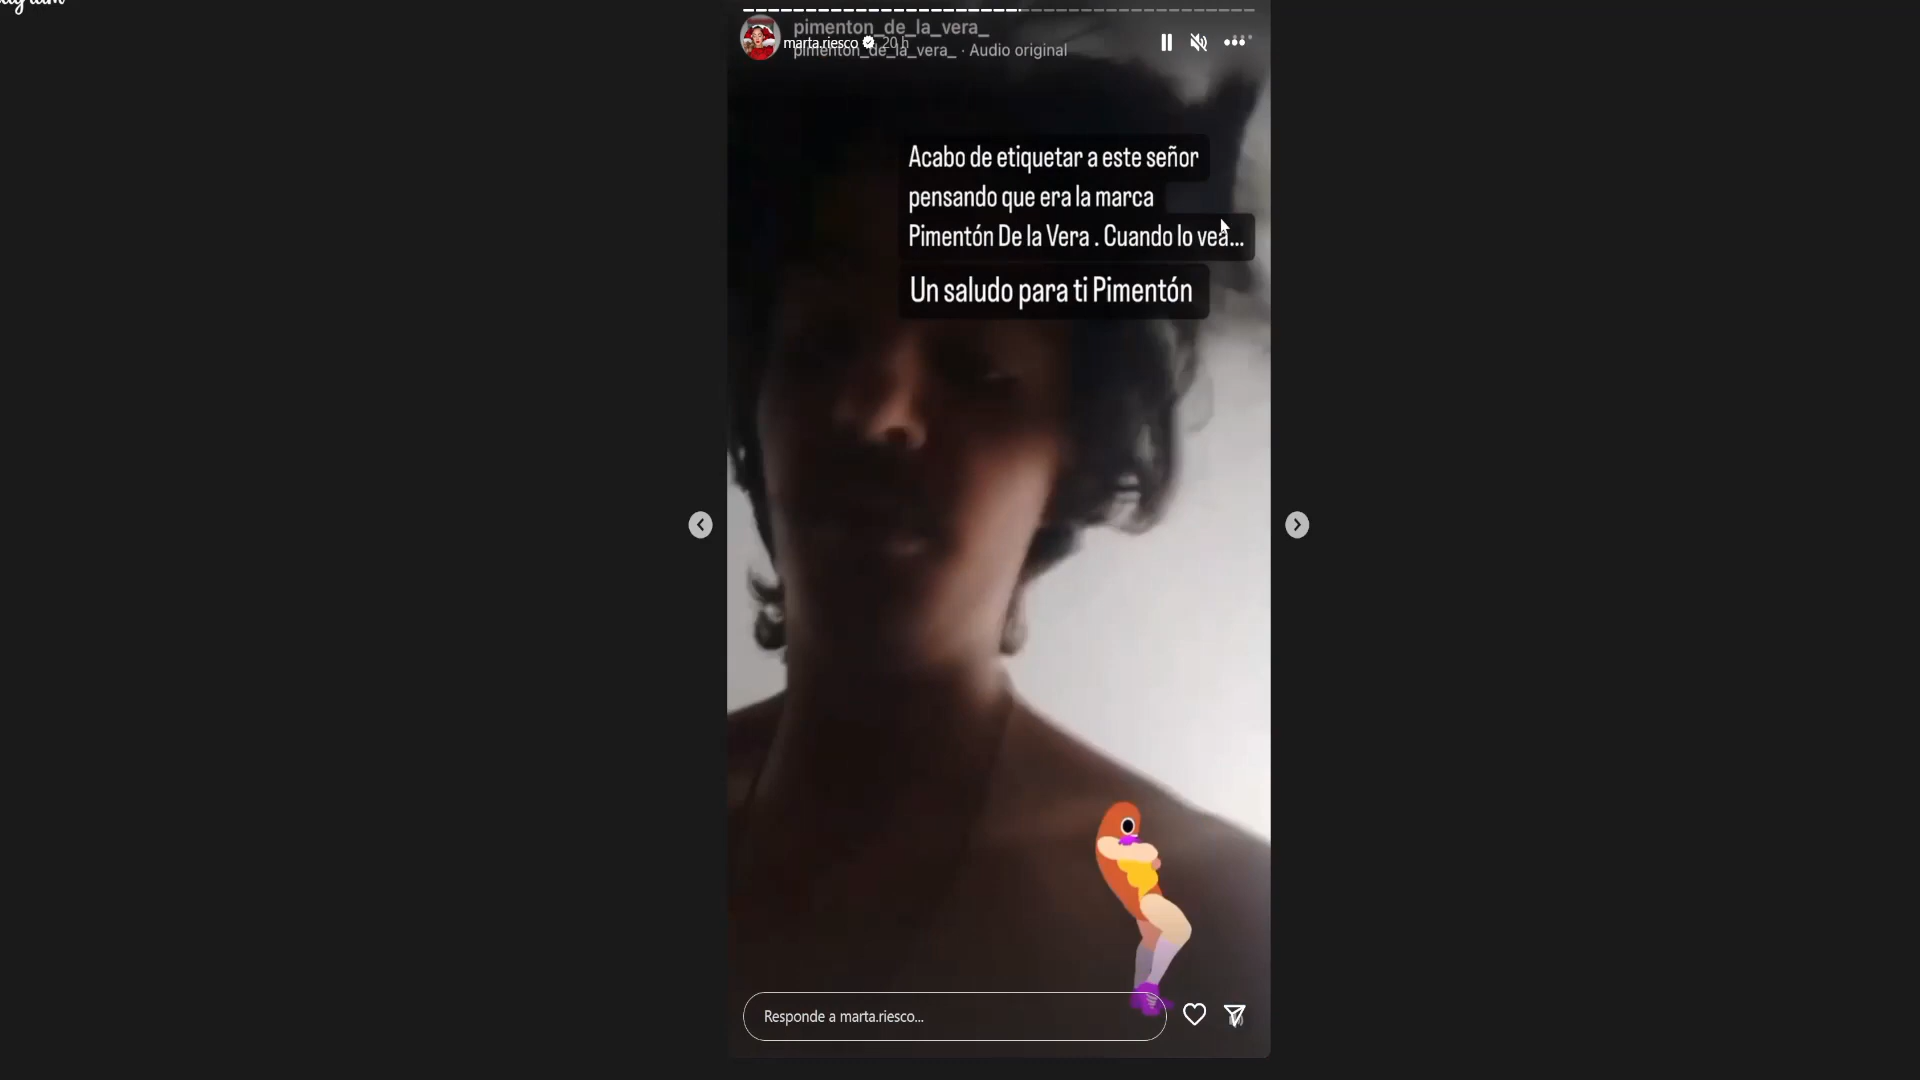 pimenton_de_la_vera_
marta.riesco 20 h
pimenton_de_la_vera_ · Audio original
Acabo de etiquetar a este señor
pensando que era la marca
Pimentón De la Vera . Cuando lo vea...
Un saludo para ti Pimentón
Responde a marta.riesco...